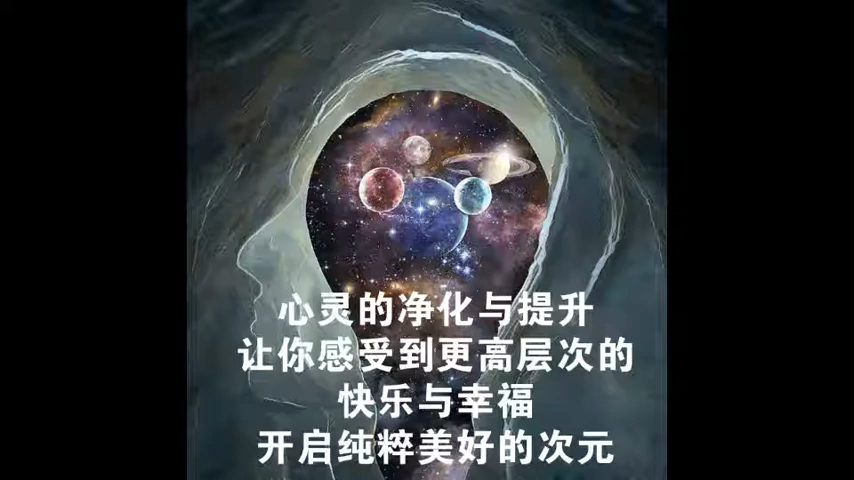 心灵的净化与提升
让你感受到更高层次的
快乐与幸福
开启纯粹美好的次元